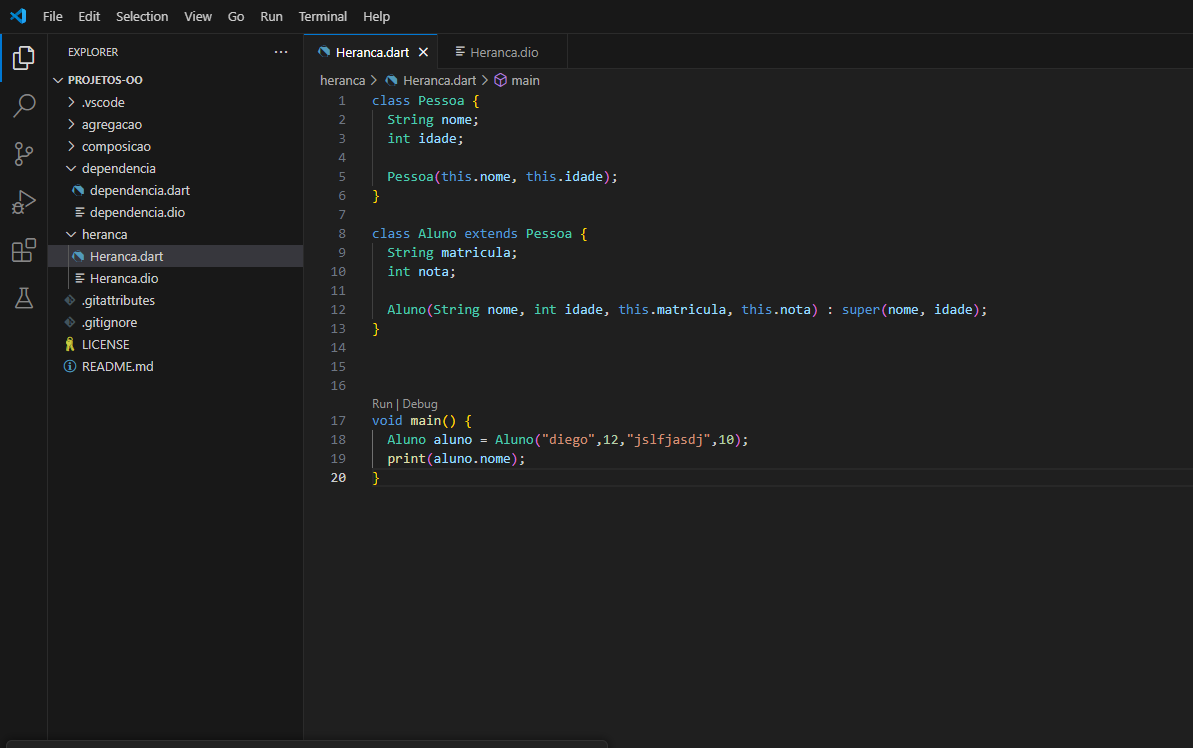 File Edit Selection View Go Run Terminal Help
EXPLORER ···
PROJETOS-OO
.vscode
agregacao
composicao
dependencia
dependencia.dart
dependencia.dio
heranca
Heranca.dart
Heranca.dio
.gitattributes
.gitignore
LICENSE
README.md
Heranca.dart Heranca.dio
heranca > Heranca.dart > main
1 class Pessoa {
2 String nome;
3 int idade;
4
5 Pessoa(this.nome, this.idade);
6 }
7
8 class Aluno extends Pessoa {
9 String matricula;
10 int nota;
11
12 Aluno(String nome, int idade, this.matricula, this.nota) : super(nome, idade);
13 }
14
15
16
Run | Debug
17 void main() {
18 Aluno aluno = Aluno("diego",12,"jslfjasdj",10);
19 print(aluno.nome);
20 }